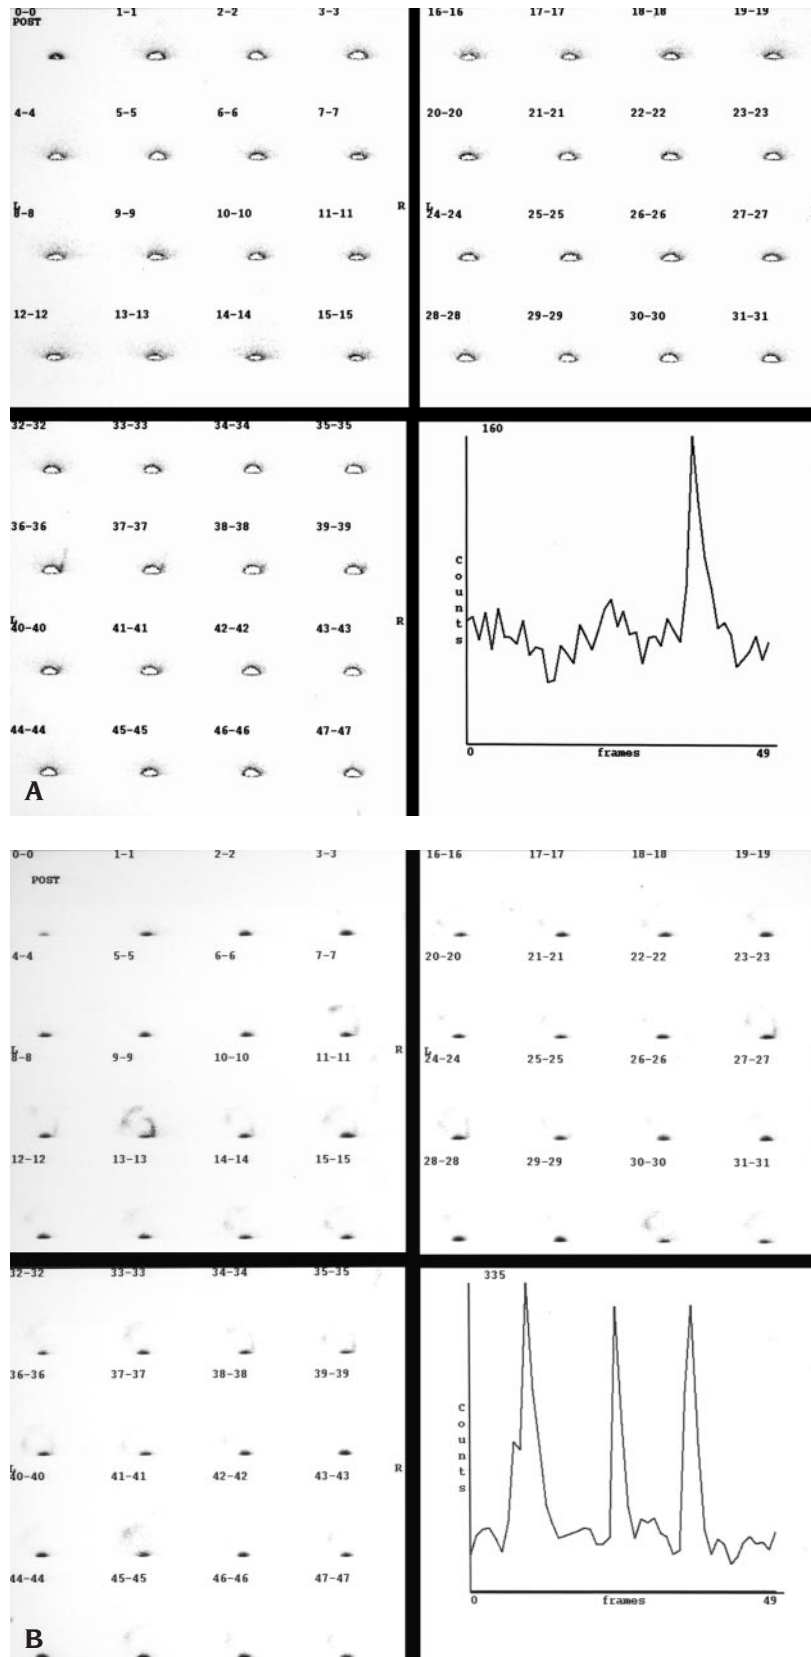 0-0 1-1 2-2 3-3
POST
4-4 5-5 6-6 7-7
L R
8-8 9-9 10-10 11-11
12-12 13-13 14-14 15-15
16-16 17-17 18-18 19-19
20-20 21-21 22-22 23-23
L
24-24 25-25 26-26 27-27
28-28 29-29 30-30 31-31
32-32 33-33 34-34 35-35
36-36 37-37 38-38 39-39
L R
40-40 41-41 42-42 43-43
44-44 45-45 46-46 47-47
A
160
Counts
0 frames 49
0-0 1-1 2-2 3-3
POST
4-4 5-5 6-6 7-7
L R
8-8 9-9 10-10 11-11
12-12 13-13 14-14 15-15
16-16 17-17 18-18 19-19
20-20 21-21 22-22 23-23
L
24-24 25-25 26-26 27-27
28-28 29-29 30-30 31-31
32-32 33-33 34-34 35-35
36-36 37-37 38-38 39-39
L R
40-40 41-41 42-42 43-43
44-44 45-45 46-46 47-47
B
335
Counts
0 frames 49